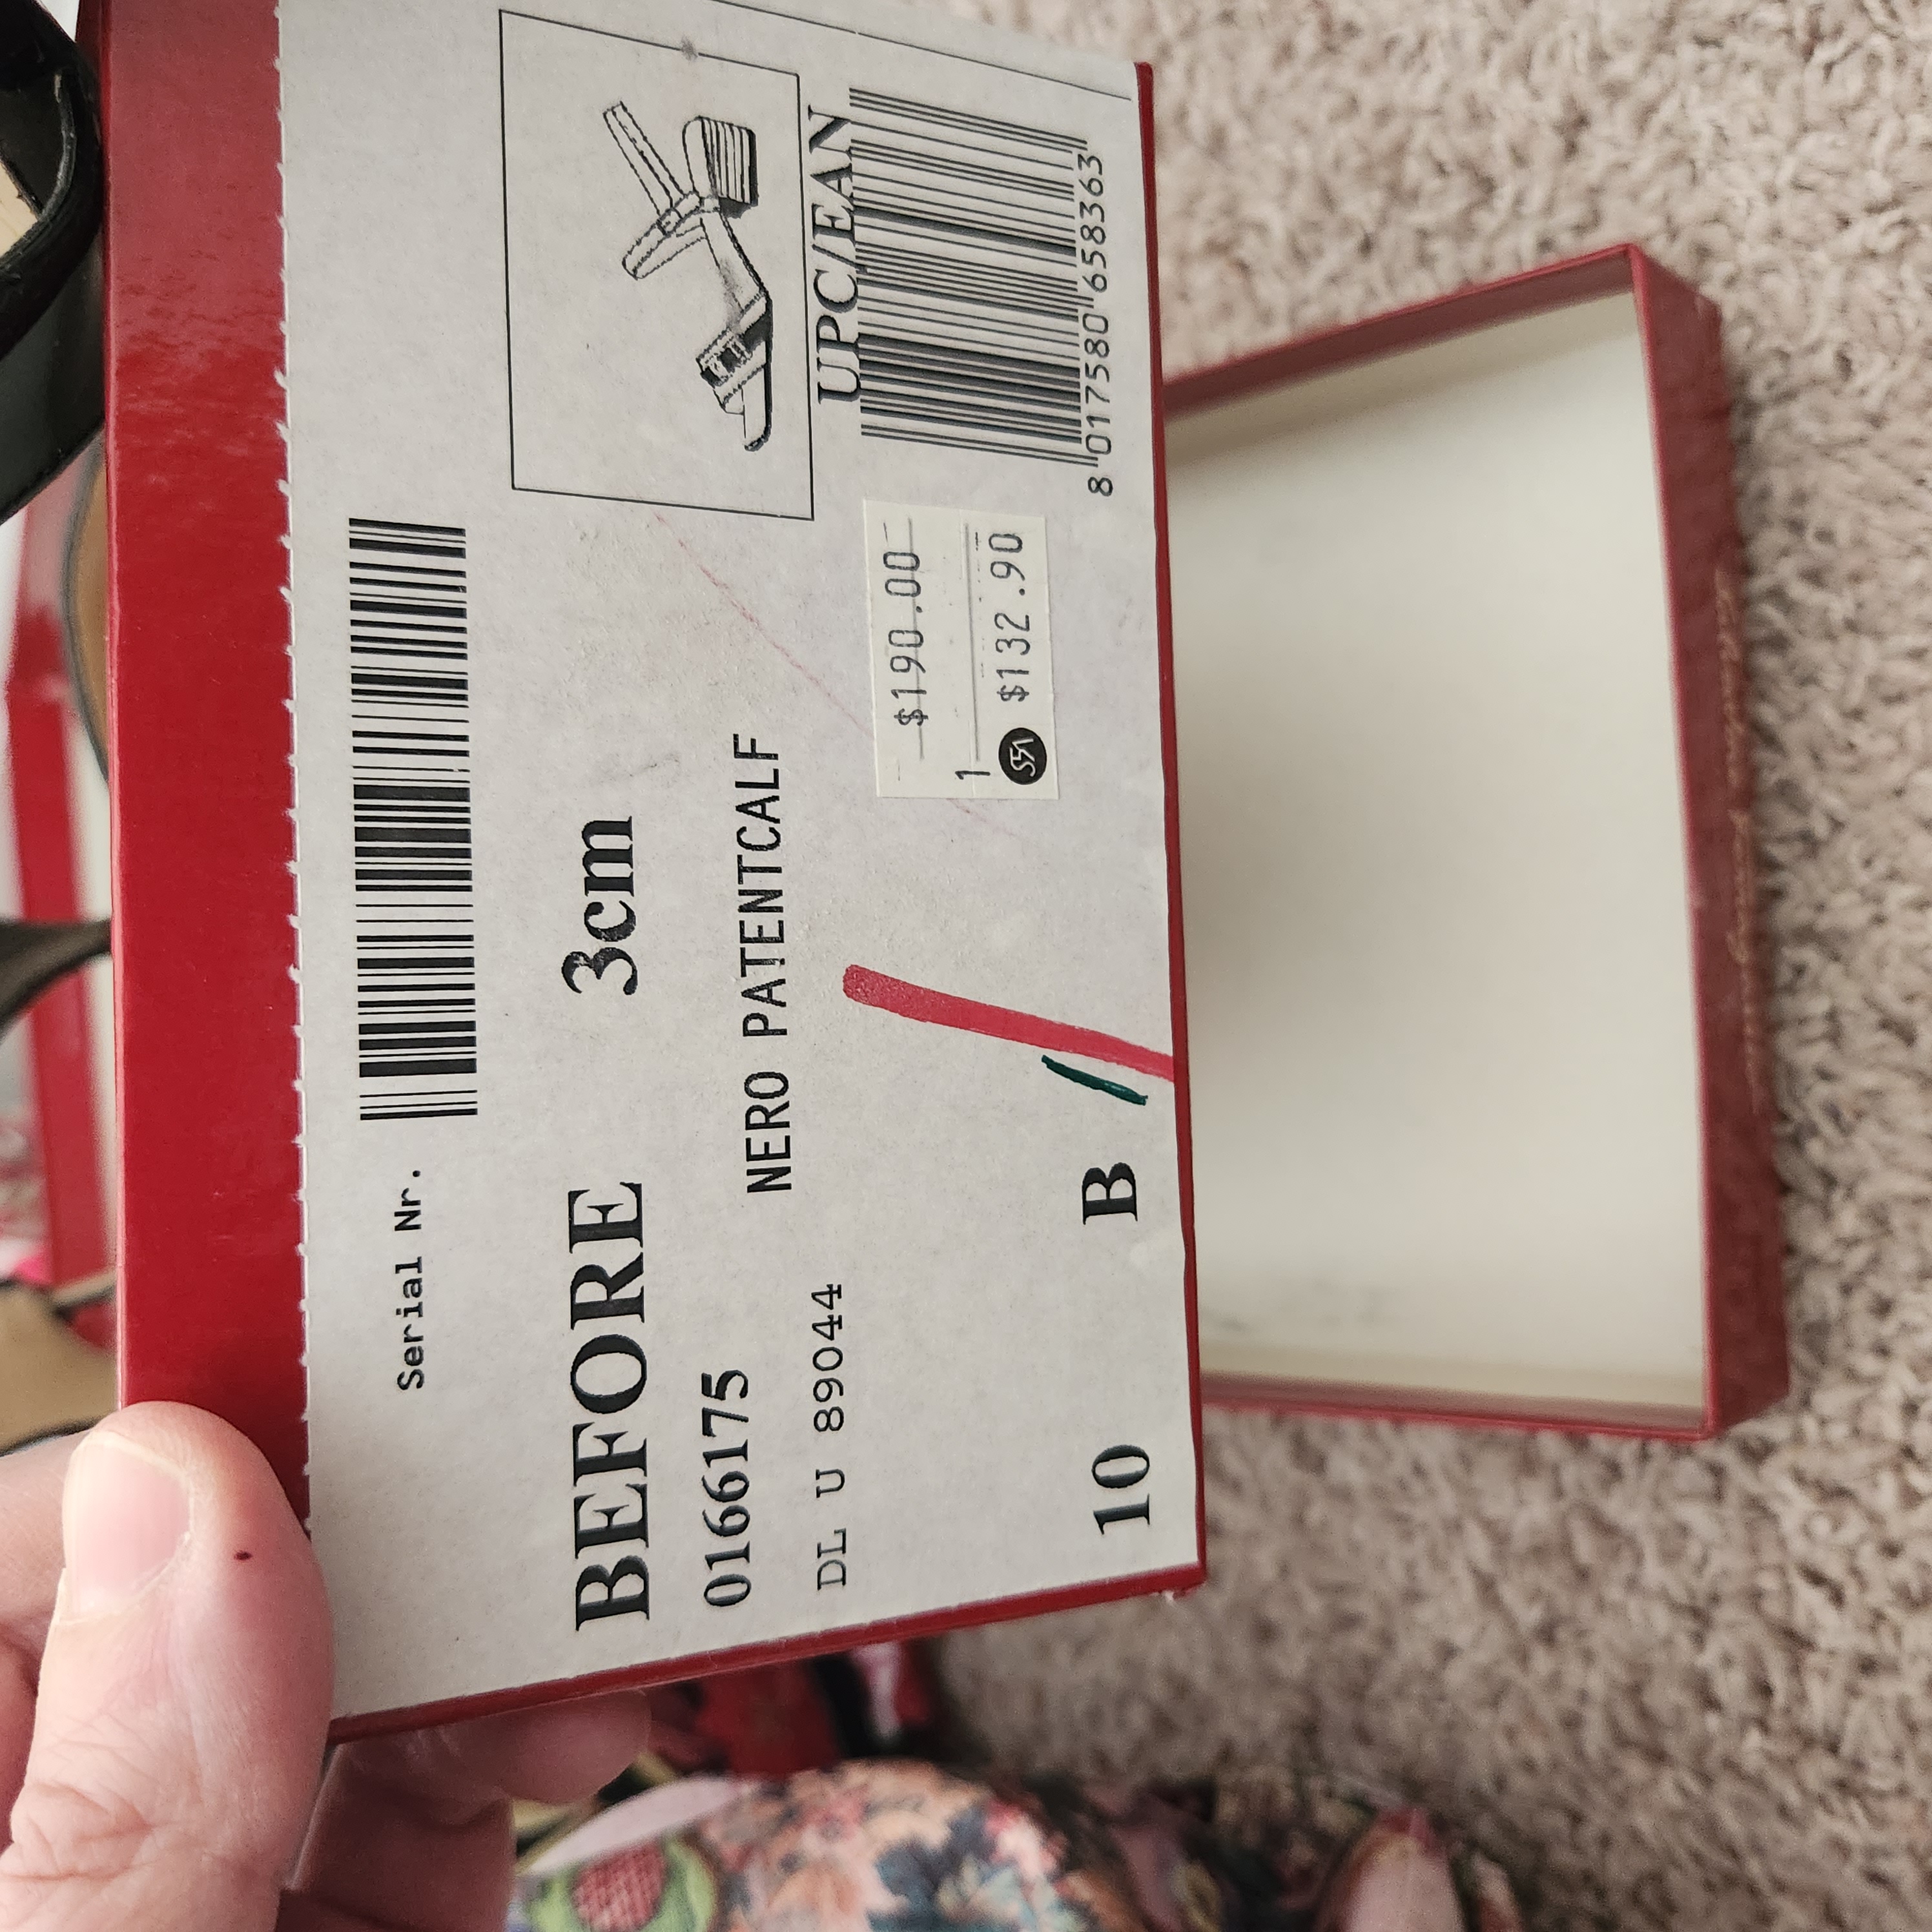 Serial Nr.
BEFORE 3cm
0166175
NERO PATENTCALF
DL U 89044
10 B
UPC/EAN
8 017580 658363
$190.00
1
SFA $132.90